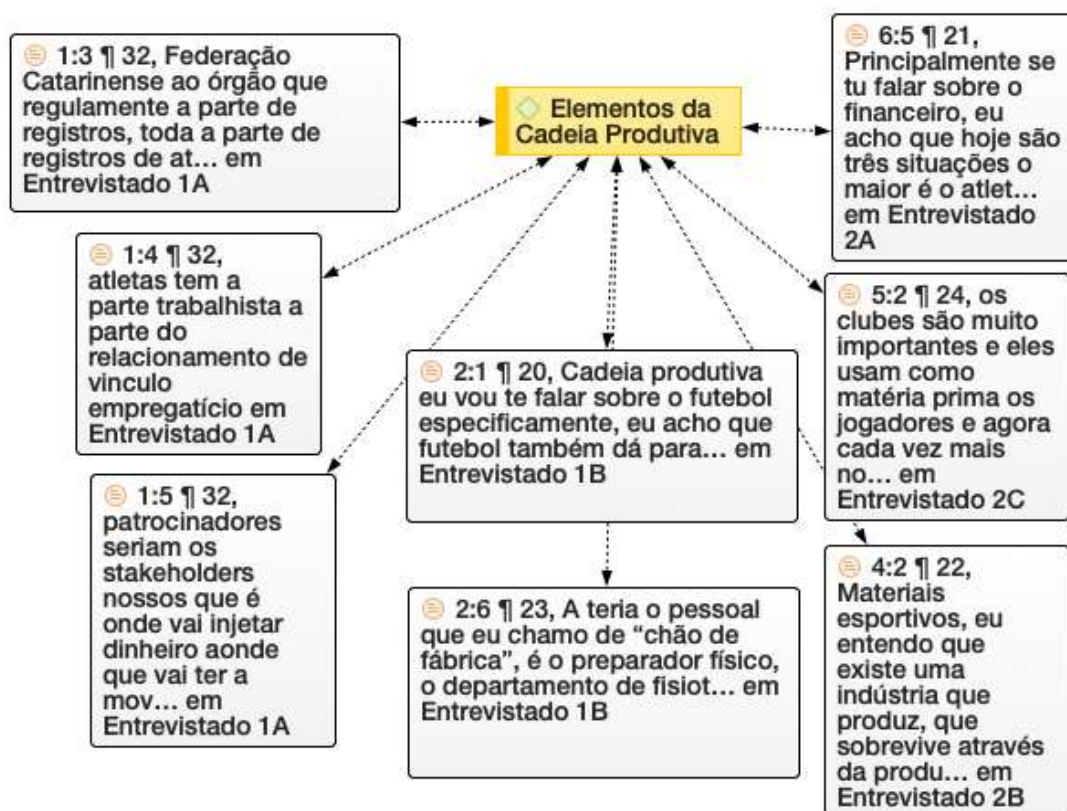 1:3 ¶ 32, Federação
Catarinense ao órgão que
regulamente a parte de
registros, toda a parte de
registros de at… em
Entrevistado 1A
Elementos da
Cadeia Produtiva
6:5 ¶ 21,
Principalmente se
tu falar sobre o
financeiro, eu
acho que hoje são
três situações o
maior é o atlet…
em Entrevistado
2A
1:4 ¶ 32,
atletas tem a
parte trabalhista a
parte do
relacionamento de
vinculo
empregatício em
Entrevistado 1A
5:2 ¶ 24, os
clubes são muito
importantes e eles
usam como
matéria prima os
jogadores e agora
cada vez mais
no… em
Entrevistado 2C
2:1 ¶ 20, Cadeia produtiva
eu vou te falar sobre o futebol
especificamente, eu acho que
futebol também dá para… em
Entrevistado 1B
1:5 ¶ 32,
patrocinadores
seriam os
stakeholders
nossos que é
onde vai injetar
dinheiro aonde
que vai ter a
mov… em
Entrevistado 1A
2:6 ¶ 23, A teria o pessoal
que eu chamo de “chão de
fábrica”, é o preparador físico,
o departamento de fisiot… em
Entrevistado 1B
4:2 ¶ 22,
Materiais
esportivos, eu
entendo que
existe uma
indústria que
produz, que
sobrevive através
da produ… em
Entrevistado 2B